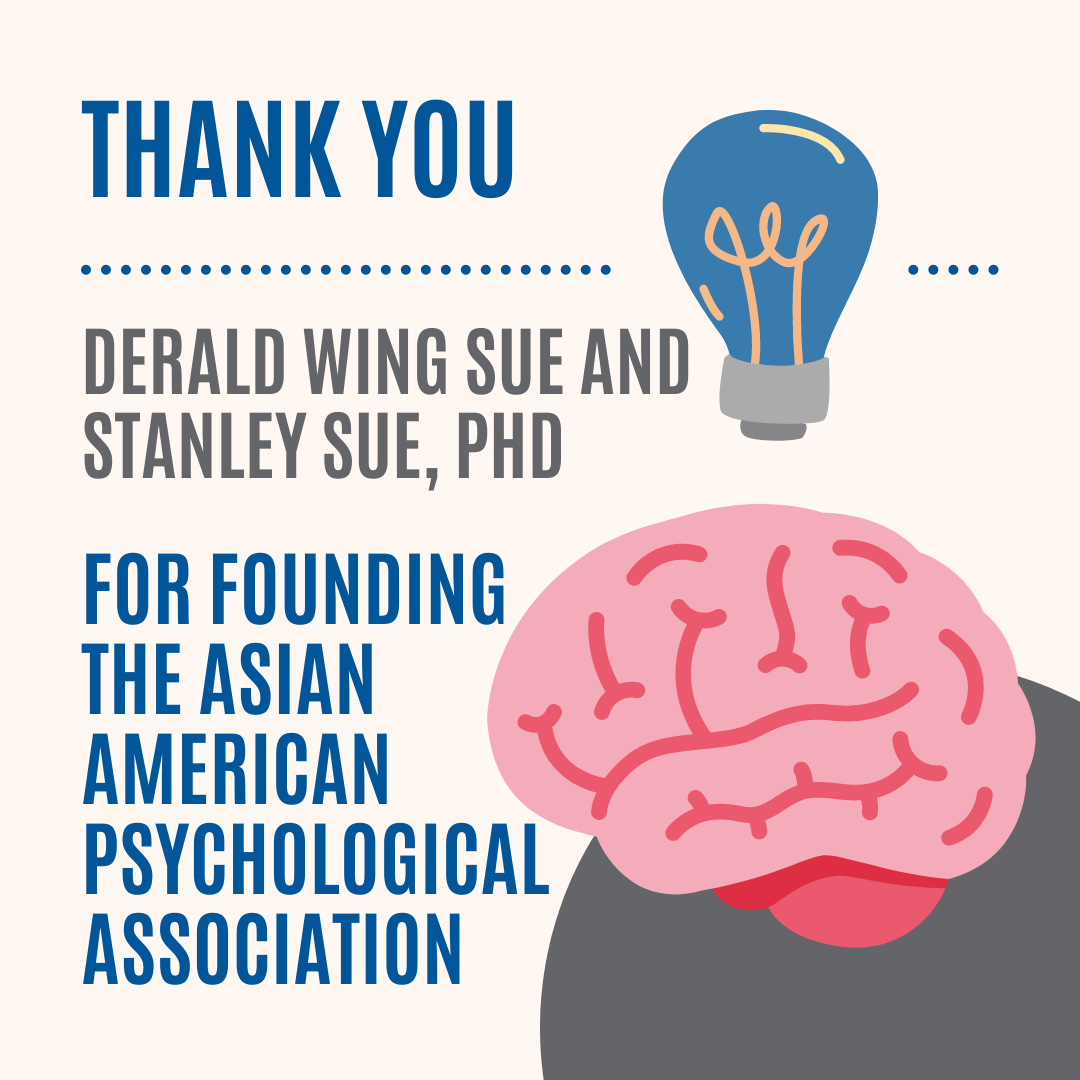 THANK YOU
DERALD WING SUE AND
STANLEY SUE, PHD
FOR FOUNDING
THE ASIAN
AMERICAN
PSYCHOLOGICAL
ASSOCIATION